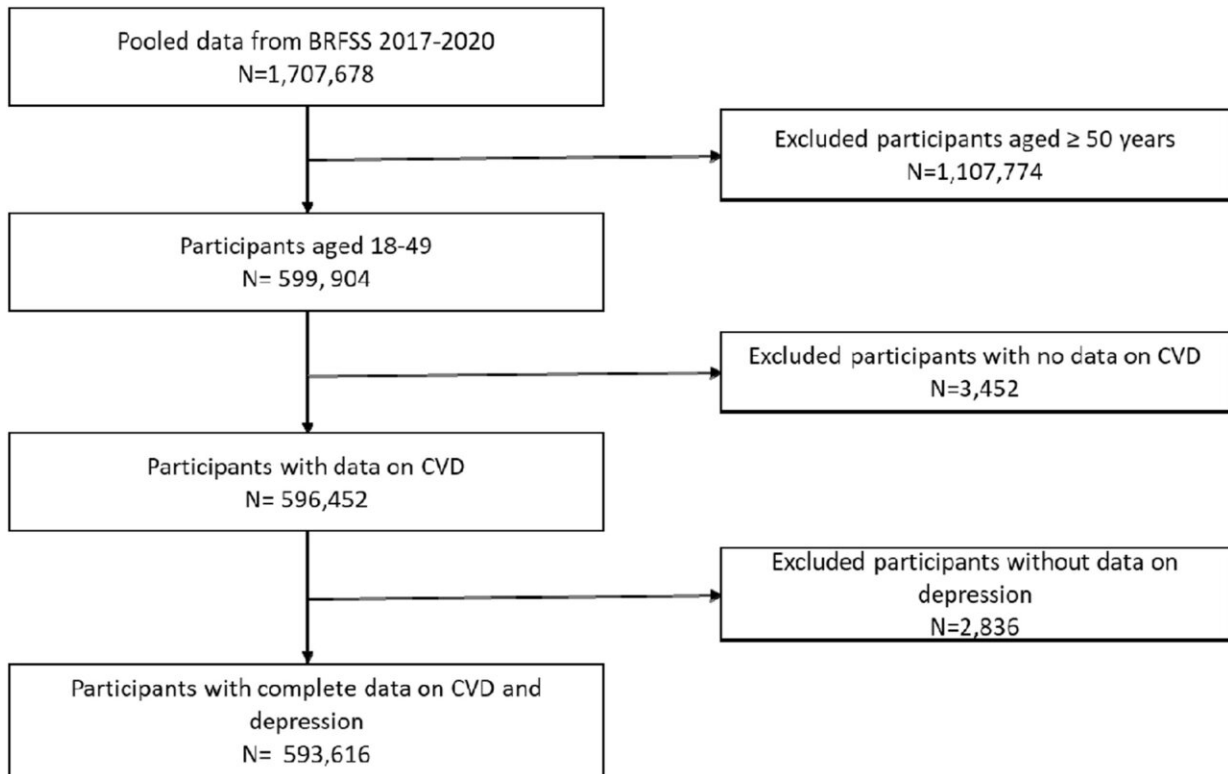 Pooled data from BRFSS 2017-2020
N=1,707,678
Excluded participants aged ≥ 50 years
N=1,107,774
Participants aged 18-49
N= 599, 904
Excluded participants with no data on CVD
N=3,452
Participants with data on CVD
N= 596,452
Excluded participants without data on
depression
N=2,836
Participants with complete data on CVD and
depression
N= 593,616